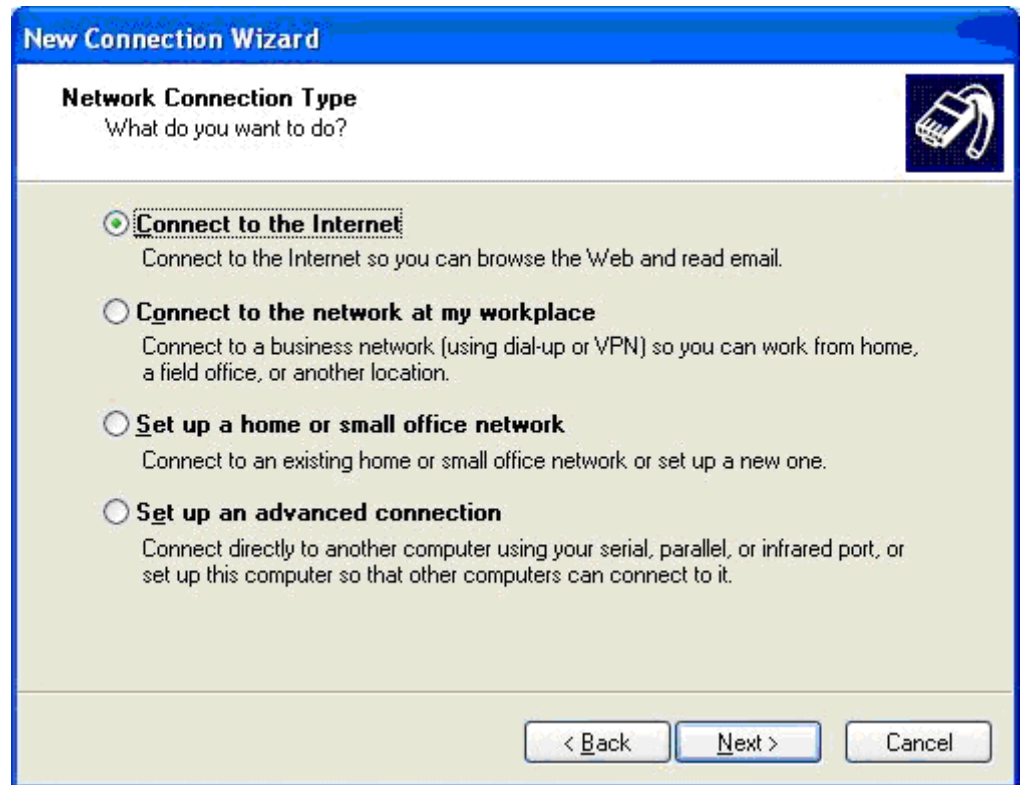 New Connection Wizard
Network Connection Type
What do you want to do?
Connect to the Internet
Connect to the Internet so you can browse the Web and read email.
Connect to the network at my workplace
Connect to a business network (using dial-up or VPN) so you can work from home,
a field office, or another location.
Set up a home or small office network
Connect to an existing home or small office network or set up a new one.
Set up an advanced connection
Connect directly to another computer using your serial, parallel, or infrared port, or
set up this computer so that other computers can connect to it.
< Back Next > Cancel